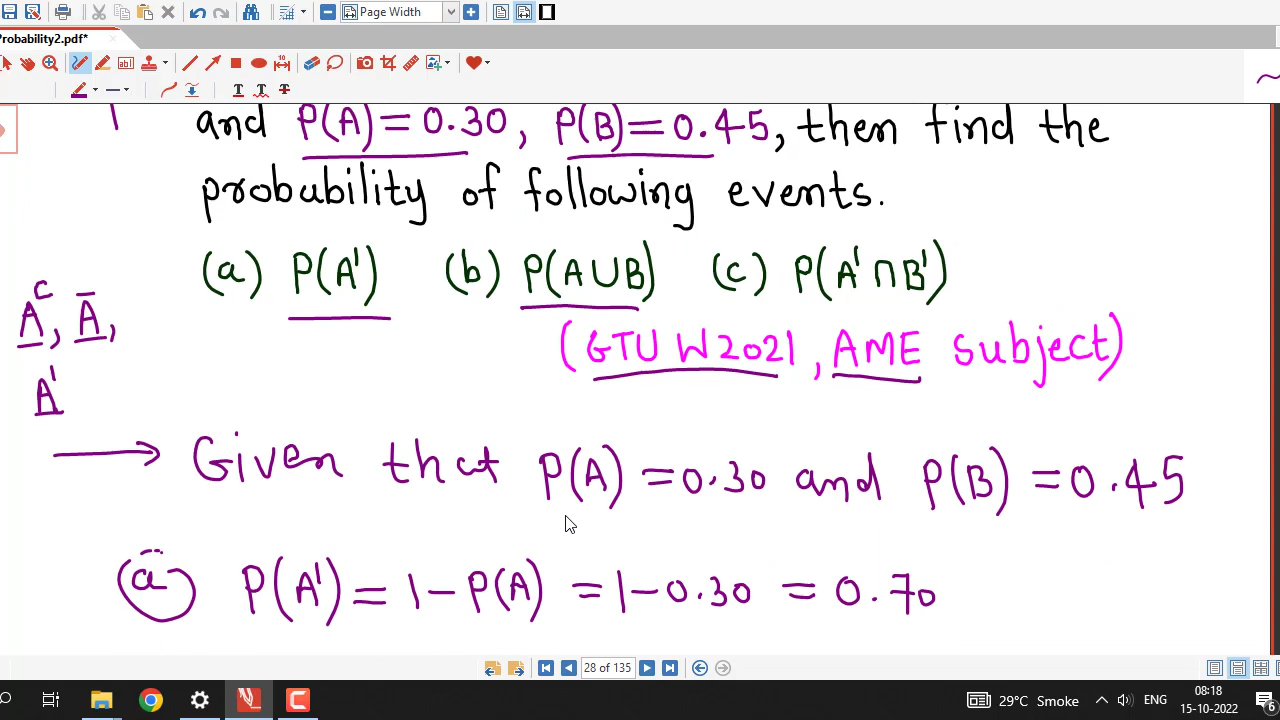 Page Width
Probability2.pdf*
and P(A) = 0.30, P(B) = 0.45, then find the
probability of following events.
(a) P(A') (b) P(A∪B) (c) P(A'∩B')
(GTU W2021, AME subject)
Aᶜ, Ā,
A'
→ Given that P(A) = 0.30 and P(B) = 0.45
(a) P(A') = 1 - P(A) = 1 - 0.30 = 0.70
28 of 135
29°C Smoke ENG 08:18
15-10-2022
6